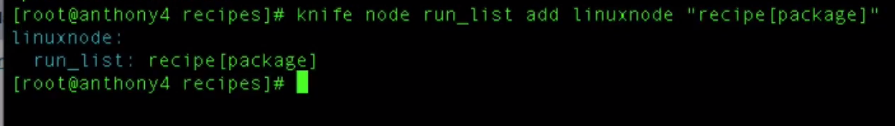 [root@anthony4 recipes]# knife node run_list add linuxnode "recipe[package]"
linuxnode:
  run_list: recipe[package]
[root@anthony4 recipes]#